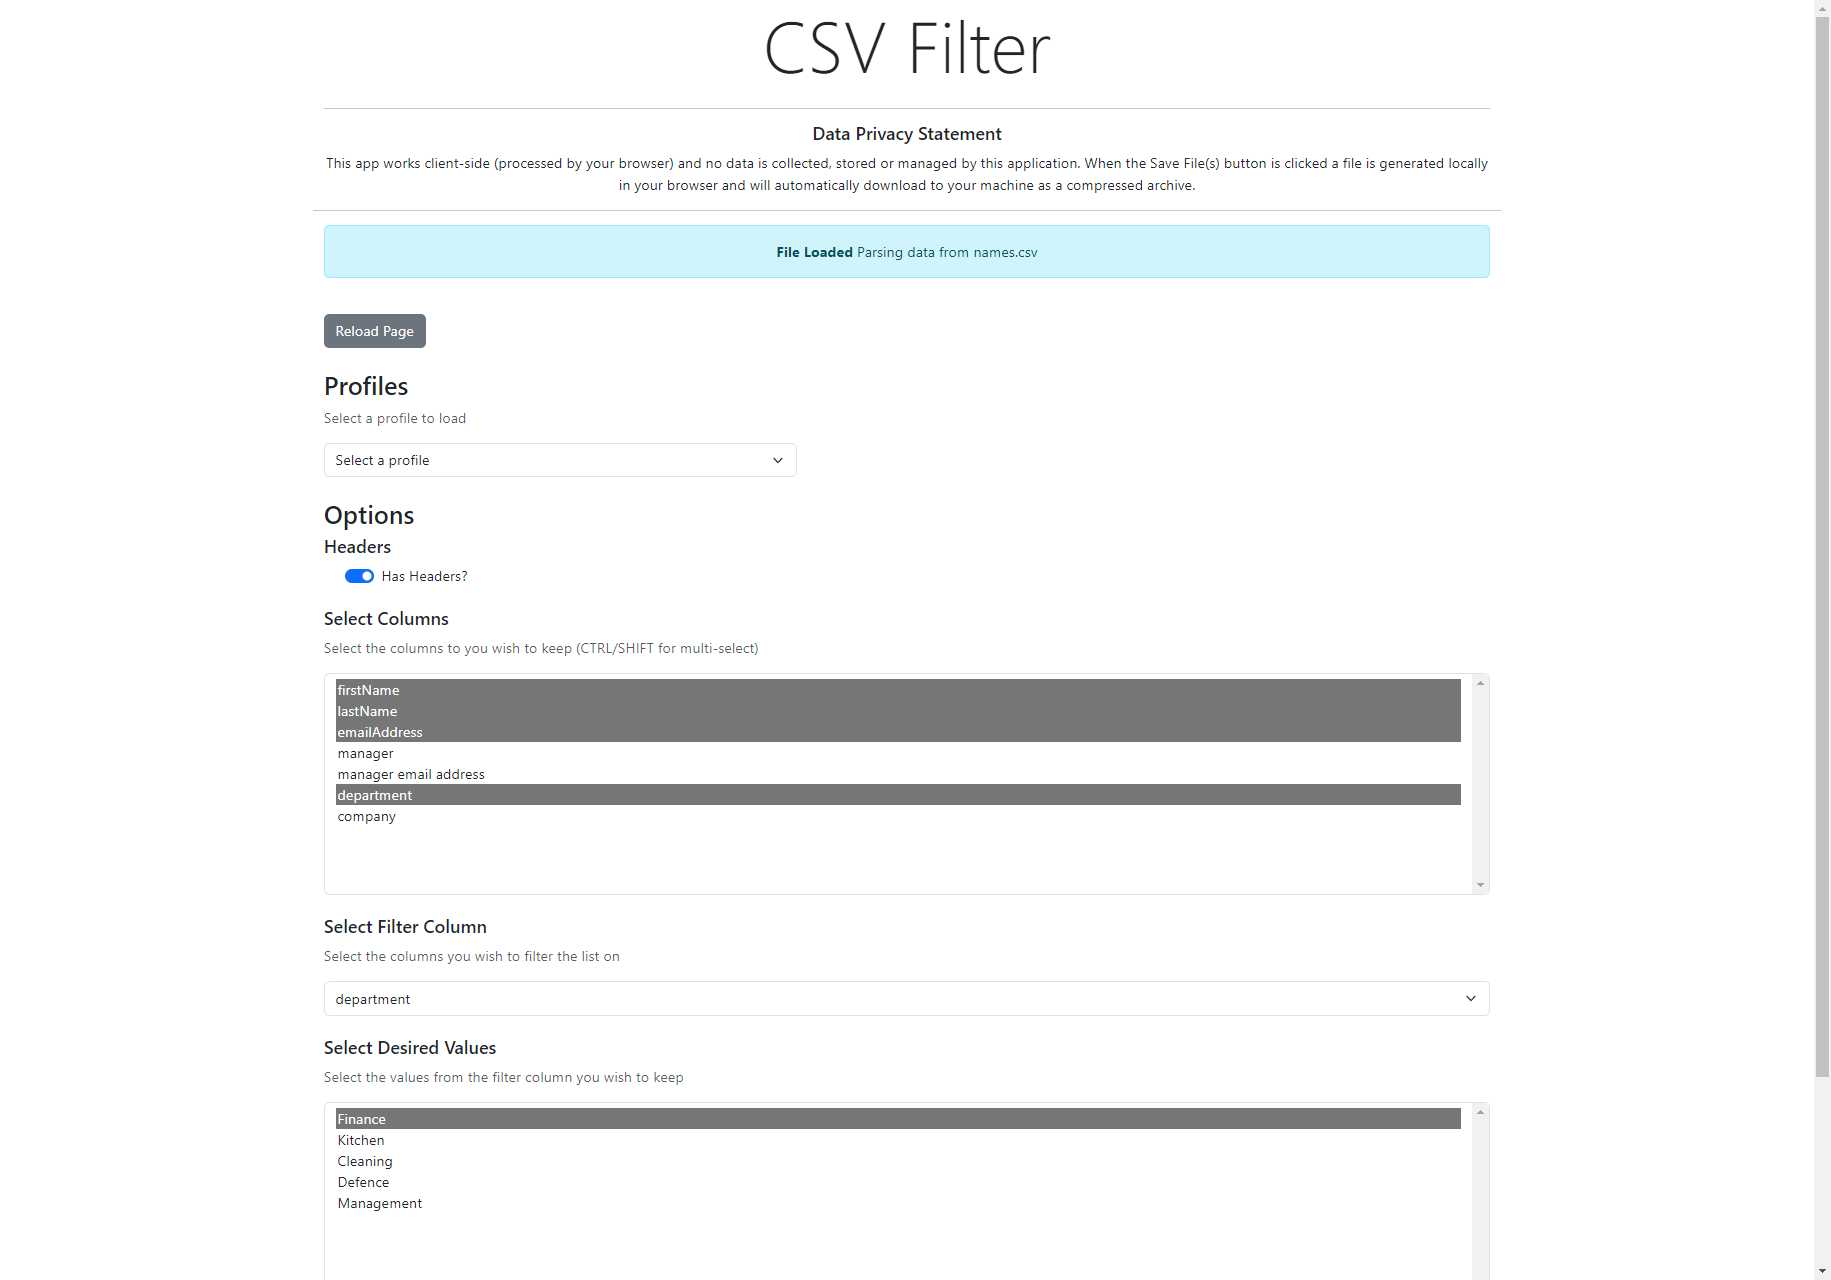 CSV Filter
Data Privacy Statement
This app works client-side (processed by your browser) and no data is collected, stored or managed by this application. When the Save File(s) button is clicked a file is generated locally
in your browser and will automatically download to your machine as a compressed archive.
File Loaded Parsing data from names.csv
Reload Page
Profiles
Select a profile to load
Select a profile
Options
Headers
Has Headers?
Select Columns
Select the columns to you wish to keep (CTRL/SHIFT for multi-select)
firstName
lastName
emailAddress
manager
manager email address
department
company
Select Filter Column
Select the columns you wish to filter the list on
department
Select Desired Values
Select the values from the filter column you wish to keep
Finance
Kitchen
Cleaning
Defence
Management